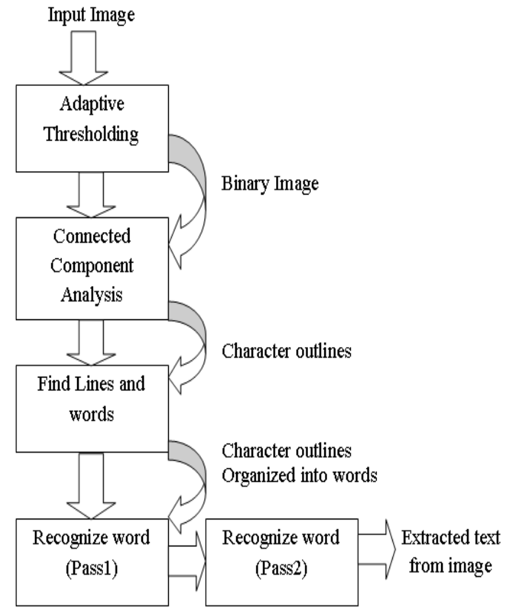 Input Image
Adaptive
Thresholding
Binary Image
Connected
Component
Analysis
Character outlines
Find Lines and
words
Character outlines
Organized into words
Recognize word
(Pass1)
Recognize word
(Pass2)
Extracted text
from image